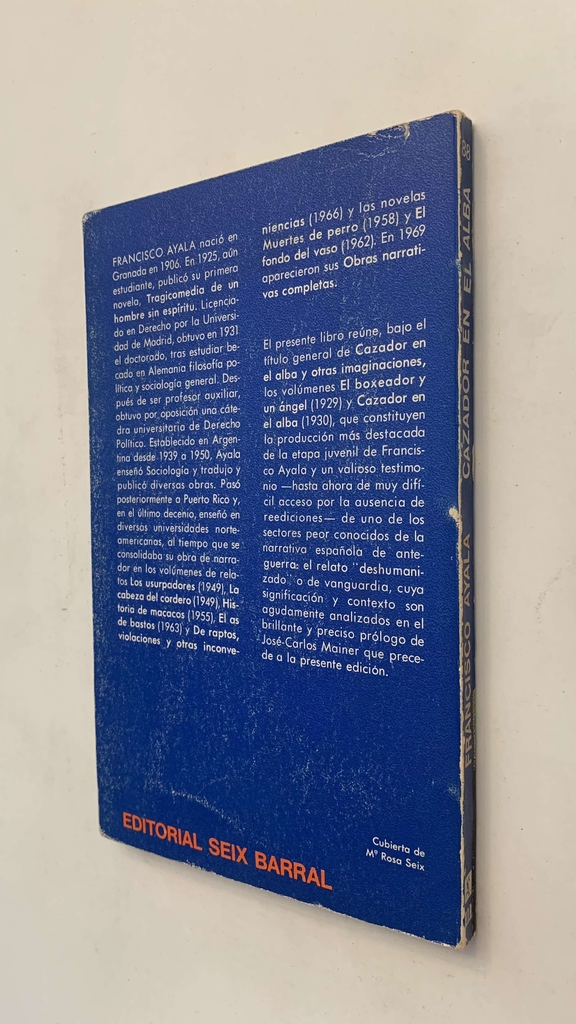 FRANCISCO AYALA nació en
Granada en 1906. En 1925, aún
estudiante, publicó su primera
novela, Tragicomedia de un
hombre sin espíritu. Licencia-
do en Derecho por la Universi-
dad de Madrid, obtuvo en 1931
el doctorado, tras estudiar be-
cado en Alemania filosofía po-
lítica y sociología general. Des-
pués de ser profesor auxiliar,
obtuvo por oposición una cáte-
dra universitaria de Derecho
Político. Establecido en Argen-
tina desde 1939 a 1950, Ayala
enseñó Sociología y tradujo y
publicó diversas obras. Pasó
posteriormente a Puerto Rico y,
en el último decenio, enseñó en
diversas universidades norte-
americanas, al tiempo que se
consolidaba su obra de narra-
dor en los volúmenes de rela-
tos Los usurpadores (1949), La
cabeza del cordero (1949), His-
toria de macacos (1955), El as
de bastos (1963) y De raptos,
violaciones y otras inconve-
niencias (1966) y las novelas
Muertes de perro (1958) y El
fondo del vaso (1962). En 1969
aparecieron sus Obras narrati-
vas completas.
El presente libro reúne, bajo el
título general de Cazador en
el alba y otras imaginaciones,
los volúmenes El boxeador y
un ángel (1929) y Cazador en
el alba (1930), que constituyen
la producción más destacada
de la etapa juvenil de Francis-
co Ayala y un valioso testimo-
nio —hasta ahora de muy difí-
cil acceso por la ausencia de
reediciones— de uno de los
sectores peor conocidos de la
narrativa española de ante-
guerra: el relato "deshumani-
zado" o de vanguardia, cuya
significación y contexto son
agudamente analizados en el
brillante y preciso prólogo de
José-Carlos Mainer que prece-
de a la presente edición.
EDITORIAL SEIX BARRAL
Cubierta de
Mª Rosa Seix
FRANCISCO AYALA CAZADOR EN EL ALBA 88